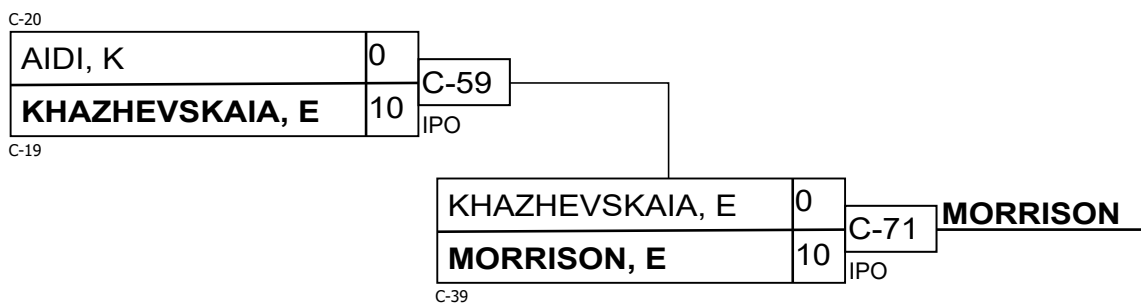 C-20
AIDI, K 0
C-59
KHAZHEVSKAIA, E 10
IPO
C-19
KHAZHEVSKAIA, E 0
C-71
MORRISON
MORRISON, E 10
IPO
C-39